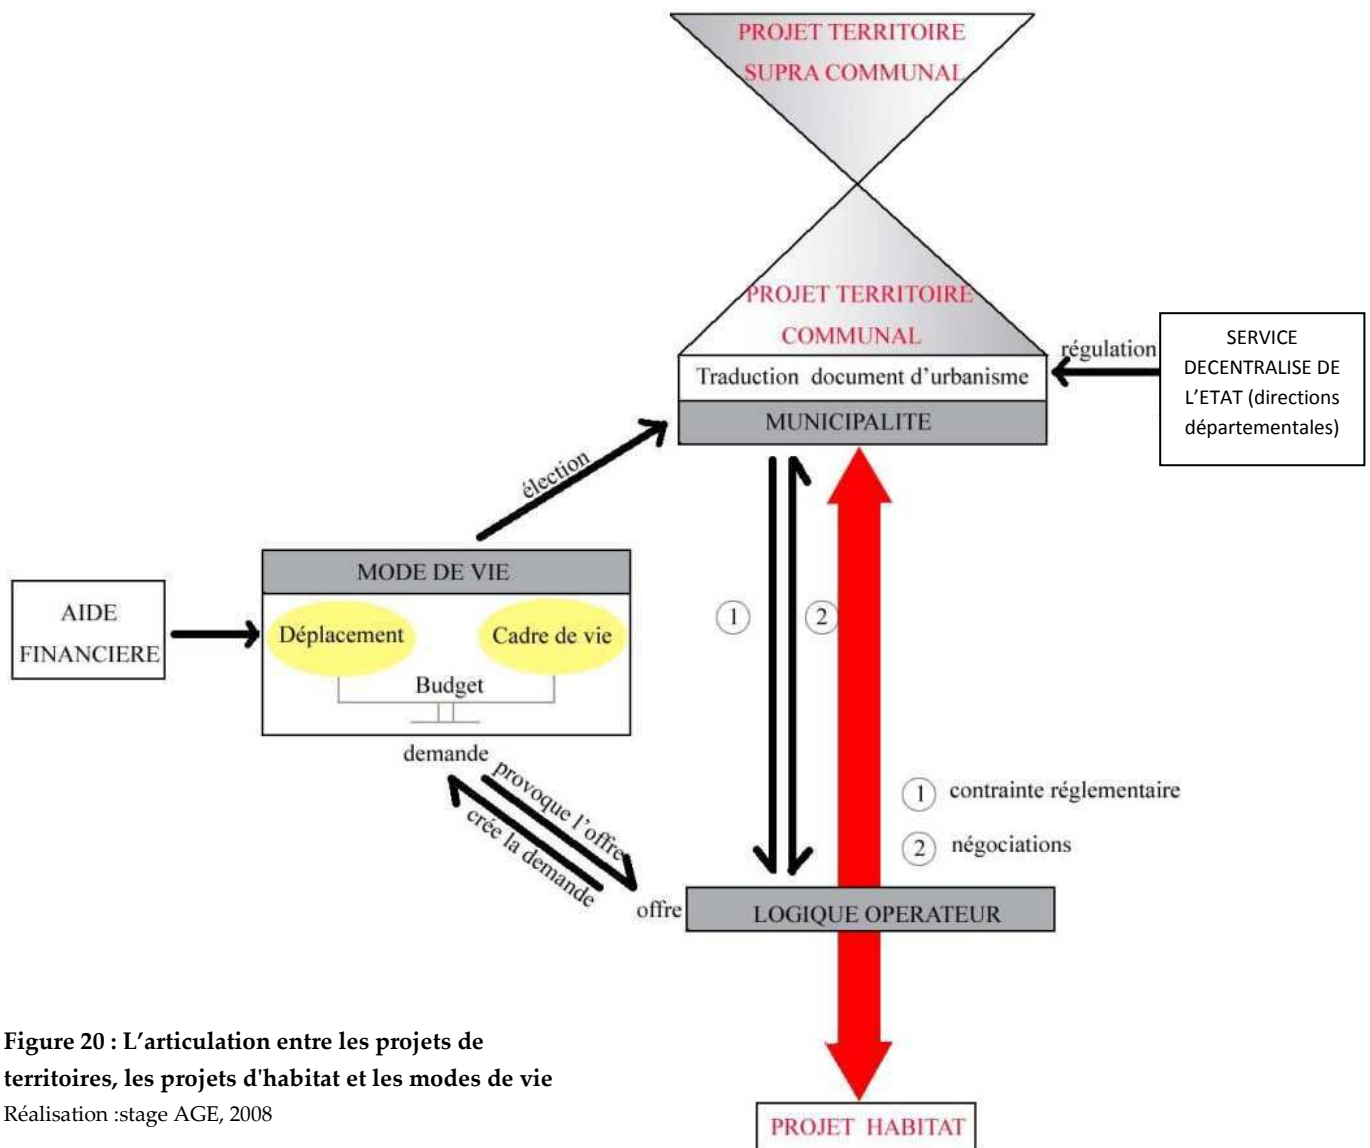 PROJET TERRITOIRE
SUPRA COMMUNAL
PROJET TERRITOIRE
COMMUNAL
Traduction document d'urbanisme
MUNICIPALITE
régulation
SERVICE
DECENTRALISE DE
L'ETAT (directions
départementales)
élection
MODE DE VIE
AIDE
FINANCIERE
Déplacement
Cadre de vie
Budget
demande
provoque l'offre
crée la demande
1
2
1 contrainte réglementaire
2 négociations
offre
LOGIQUE OPERATEUR
PROJET HABITAT
Figure 20 : L'articulation entre les projets de
territoires, les projets d'habitat et les modes de vie
Réalisation :stage AGE, 2008